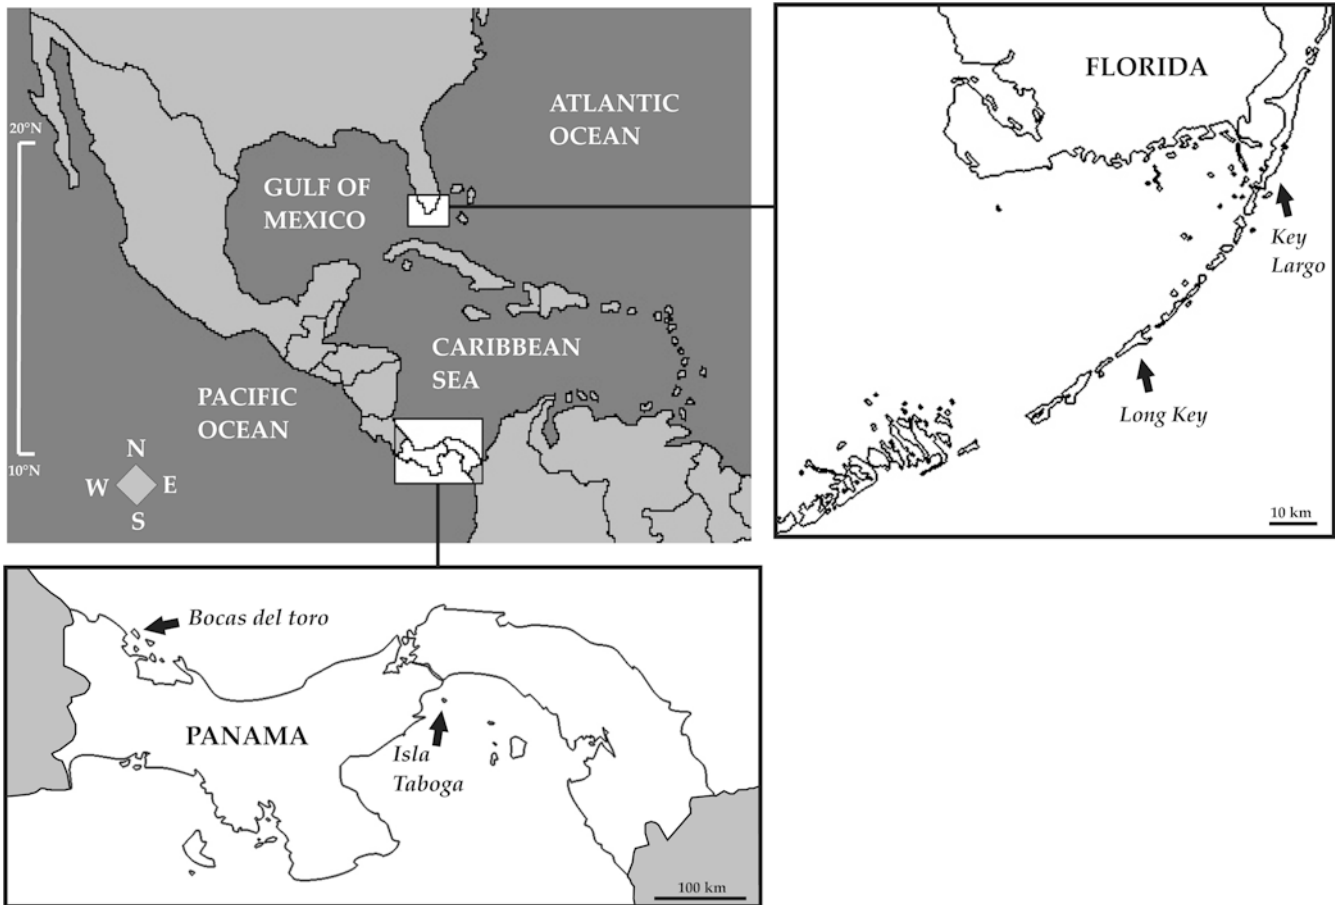 ATLANTIC
OCEAN
20°N
GULF OF
MEXICO
CARIBBEAN
SEA
PACIFIC
OCEAN
10°N
N
W
E
S
FLORIDA
Key
Largo
Long Key
10 km
Bocas del toro
PANAMA
Isla
Taboga
100 km